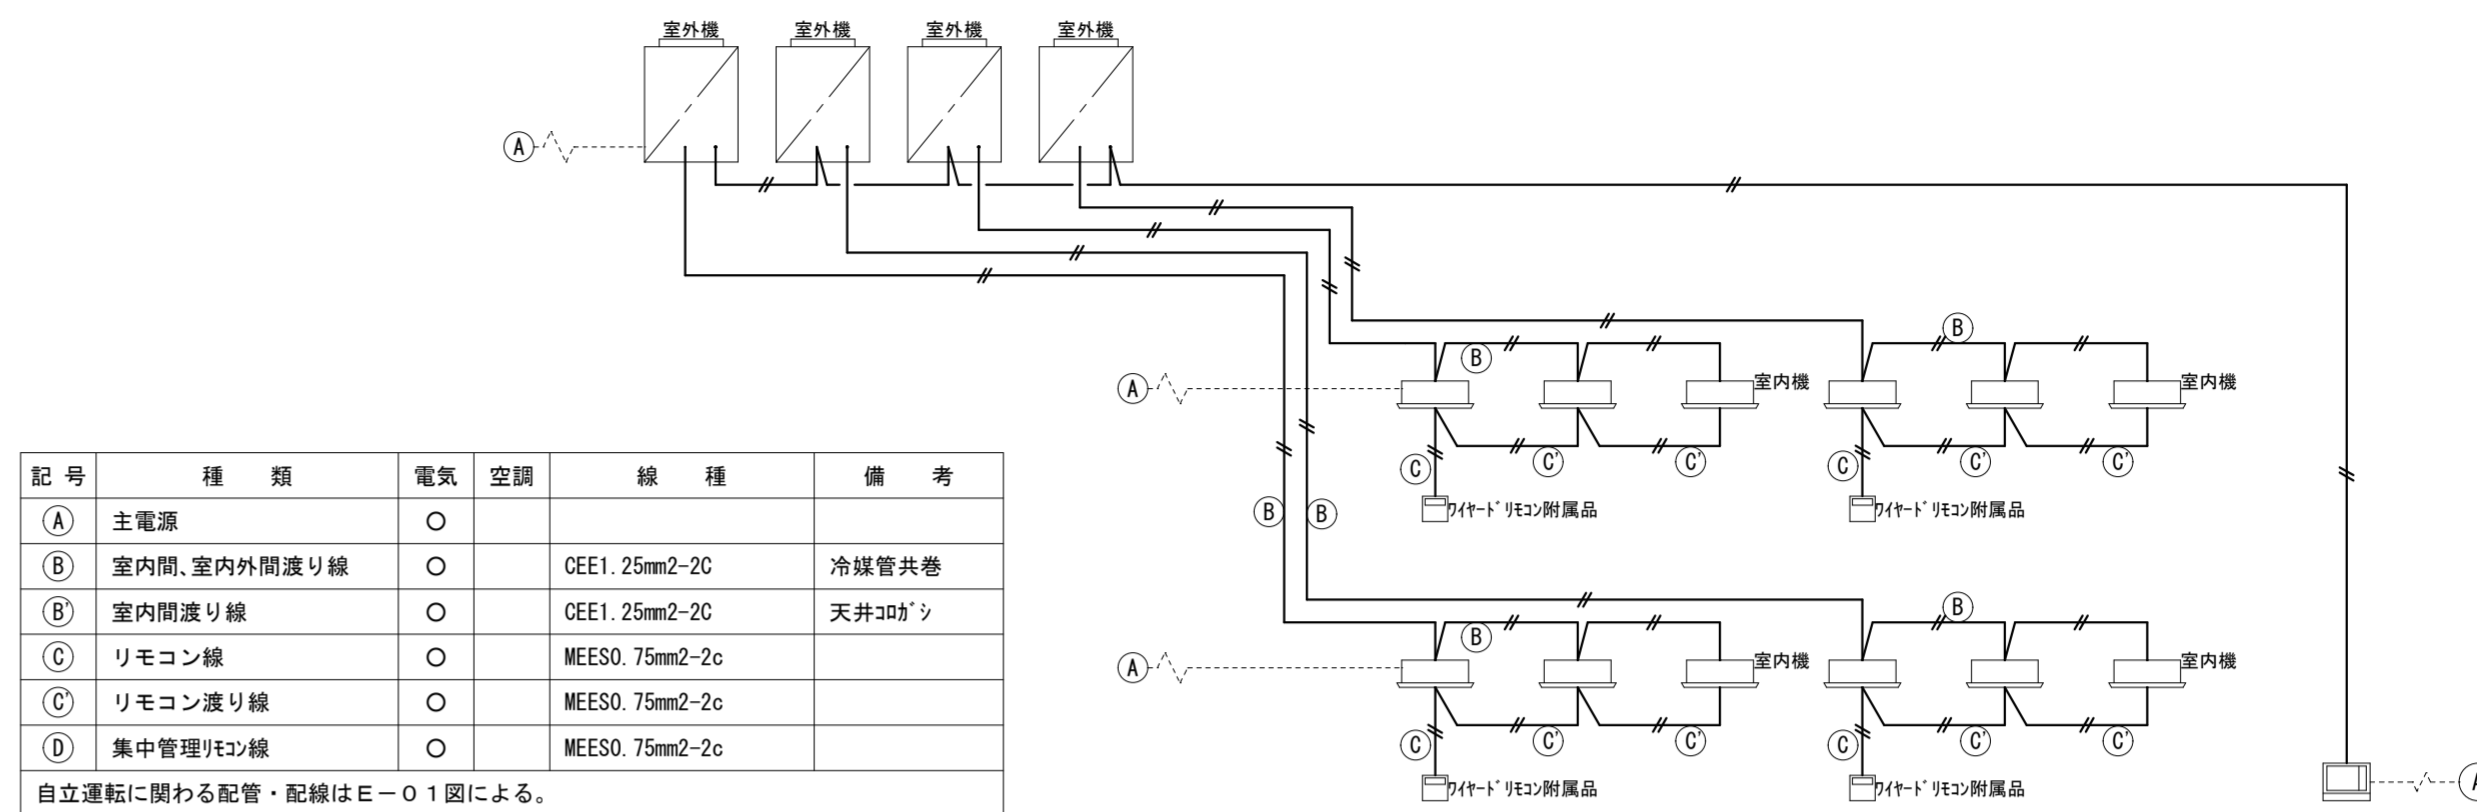 室外機 室外機 室外機 室外機
Ⓐ
Ⓑ
Ⓑ
Ⓐ 室内機 室内機
Ⓒ Ⓒ' Ⓒ' Ⓒ Ⓒ' Ⓒ'
ﾜｲﾔｰﾄﾞﾘﾓｺﾝ附属品 ﾜｲﾔｰﾄﾞﾘﾓｺﾝ附属品
Ⓑ Ⓑ
Ⓑ
Ⓑ
Ⓐ 室内機 室内機
Ⓒ Ⓒ' Ⓒ' Ⓒ Ⓒ' Ⓒ'
ﾜｲﾔｰﾄﾞﾘﾓｺﾝ附属品 ﾜｲﾔｰﾄﾞﾘﾓｺﾝ附属品
Ⓐ
記号 種類 電気 空調 線種 備考
Ⓐ 主電源 ○
Ⓑ 室内間、室内外間渡り線 ○ CEE1.25mm2-2C 冷媒管共巻
Ⓑ' 室内間渡り線 ○ CEE1.25mm2-2C 天井ｺﾛｶﾞｼ
Ⓒ リモコン線 ○ MEES0.75mm2-2c
Ⓒ' リモコン渡り線 ○ MEES0.75mm2-2c
Ⓓ 集中管理ﾘﾓｺﾝ線 ○ MEES0.75mm2-2c
自立運転に関わる配管・配線はＥ－０１図による。